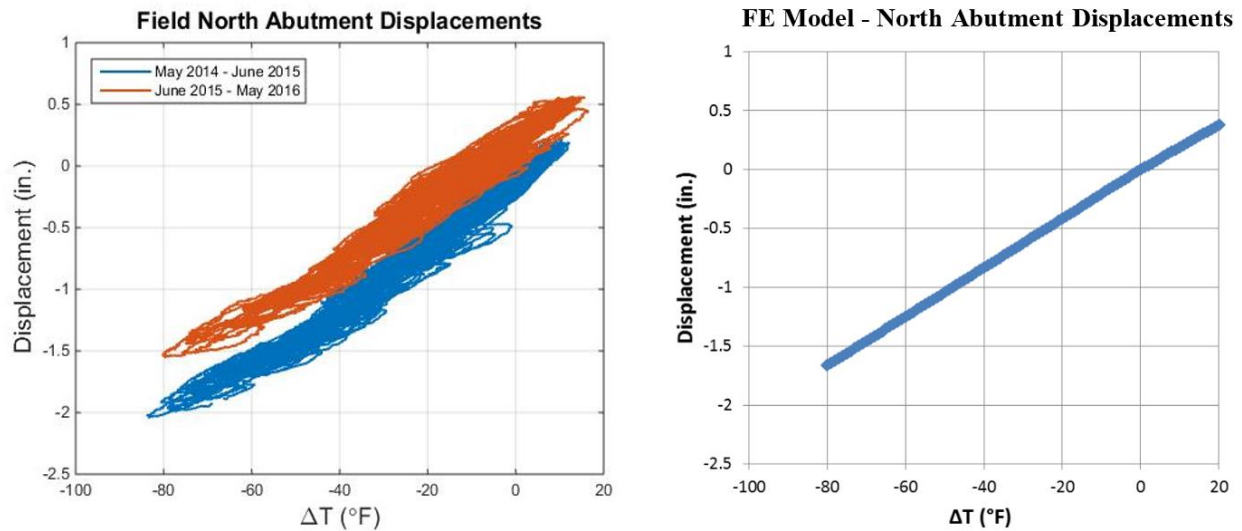 Field North Abutment Displacements
May 2014 - June 2015
June 2015 - May 2016
Displacement (in.)
1
0.5
0
-0.5
-1
-1.5
-2
-2.5
-100 -80 -60 -40 -20 0 20
ΔT (°F)
FE Model - North Abutment Displacements
Displacement (in.)
1
0.5
0
-0.5
-1
-1.5
-2
-2.5
-100 -80 -60 -40 -20 0 20
ΔT (°F)